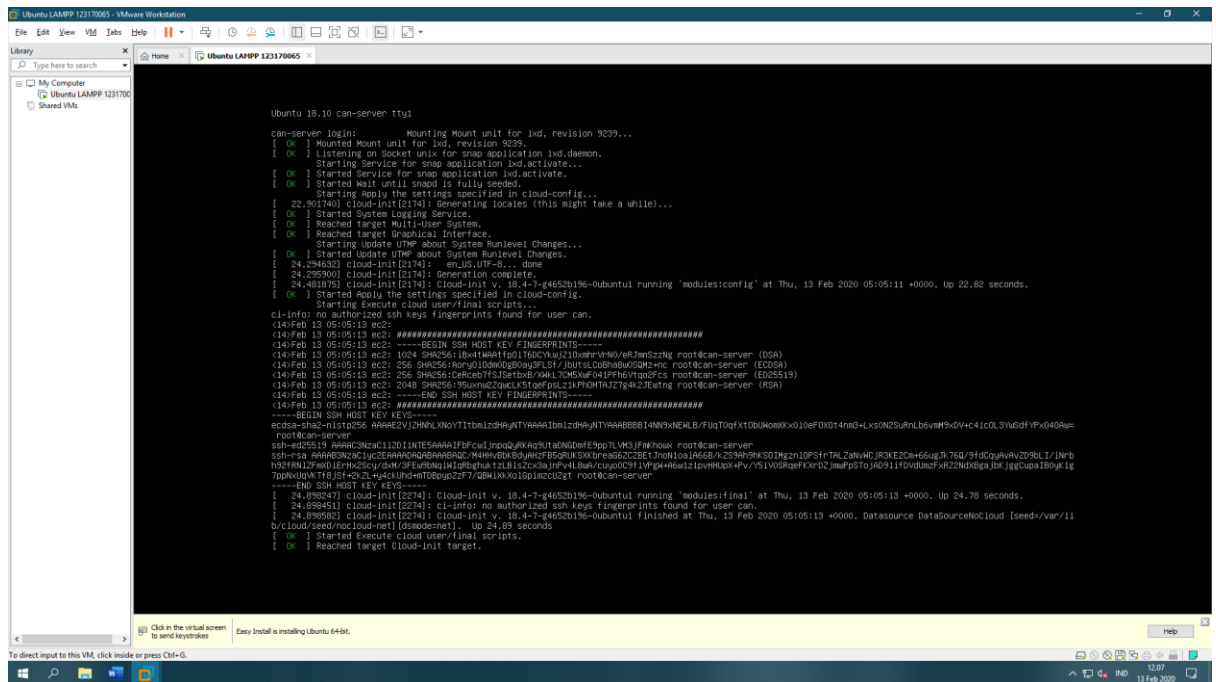 Ubuntu LAMPP 123170065 - VMware Workstation
File Edit View VM Tabs Help
Library
Type here to search
My Computer
Ubuntu LAMPP 1231700
Shared VMs
Home
Ubuntu LAMPP 123170065
Ubuntu 18.10 can-server tty1
can-server login: Mounting Mount unit for lxd, revision 9239...
[ OK ] Mounted Mount unit for lxd, revision 9239.
[ OK ] Listening on Socket unix for snap application lxd.daemon.
Starting Service for snap application lxd.activate...
[ OK ] Started Service for snap application lxd.activate.
[ OK ] Started Wait until snapd is fully seeded.
Starting Apply the settings specified in cloud-config...
[ 22.901740] cloud-init[2174]: Generating locales (this might take a while)...
[ OK ] Started System Logging Service.
[ OK ] Reached target Multi-User System.
[ OK ] Reached target Graphical Interface.
Starting Update UTMP about System Runlevel Changes...
[ OK ] Started Update UTMP about System Runlevel Changes.
[ 24.294632] cloud-init[2174]: en_US.UTF-8... done
[ 24.295900] cloud-init[2174]: Generation complete.
[ 24.481875] cloud-init[2174]: Cloud-init v. 18.4-7-g4652b196-0ubuntu1 running 'modules:config' at Thu, 13 Feb 2020 05:05:11 +0000. Up 22.82 seconds.
[ OK ] Started Apply the settings specified in cloud-config.
Starting Execute cloud user/final scripts...
ci-info: no authorized ssh keys fingerprints found for user can.
<14>Feb 13 05:05:13 ec2:
<14>Feb 13 05:05:13 ec2: #############################################################
<14>Feb 13 05:05:13 ec2: -----BEGIN SSH HOST KEY FINGERPRINTS-----
<14>Feb 13 05:05:13 ec2: 1024 root@can-server (DSA)
<14>Feb 13 05:05:13 ec2: 256 root@can-server (ECDSA)
<14>Feb 13 05:05:13 ec2: 256 root@can-server (ED25519)
<14>Feb 13 05:05:13 ec2: 2048 root@can-server (RSA)
<14>Feb 13 05:05:13 ec2: -----END SSH HOST KEY FINGERPRINTS-----
<14>Feb 13 05:05:13 ec2: #############################################################
-----BEGIN SSH HOST KEY KEYS-----
ecdsa-sha2-nistp256
root@can-server
ssh-ed25519 root@can-server
ssh-rsa
root@can-server
-----END SSH HOST KEY KEYS-----
[ 24.898247] cloud-init[2274]: Cloud-init v. 18.4-7-g4652b196-0ubuntu1 running 'modules:final' at Thu, 13 Feb 2020 05:05:13 +0000. Up 24.78 seconds.
[ 24.898451] cloud-init[2274]: ci-info: no authorized ssh keys fingerprints found for user can.
[ 24.898582] cloud-init[2274]: Cloud-init v. 18.4-7-g4652b196-0ubuntu1 finished at Thu, 13 Feb 2020 05:05:13 +0000. Datasource DataSourceNoCloud [seed=/var/li
b/cloud/seed/nocloud-net][dsmode=net]. Up 24.89 seconds
[ OK ] Started Execute cloud user/final scripts.
[ OK ] Reached target Cloud-init target.
Click in the virtual screen
to send keystrokes
Easy Install is installing Ubuntu 64-bit.
Help
To direct input to this VM, click inside or press Ctrl+G.
IND
12.07
13 Feb 2020